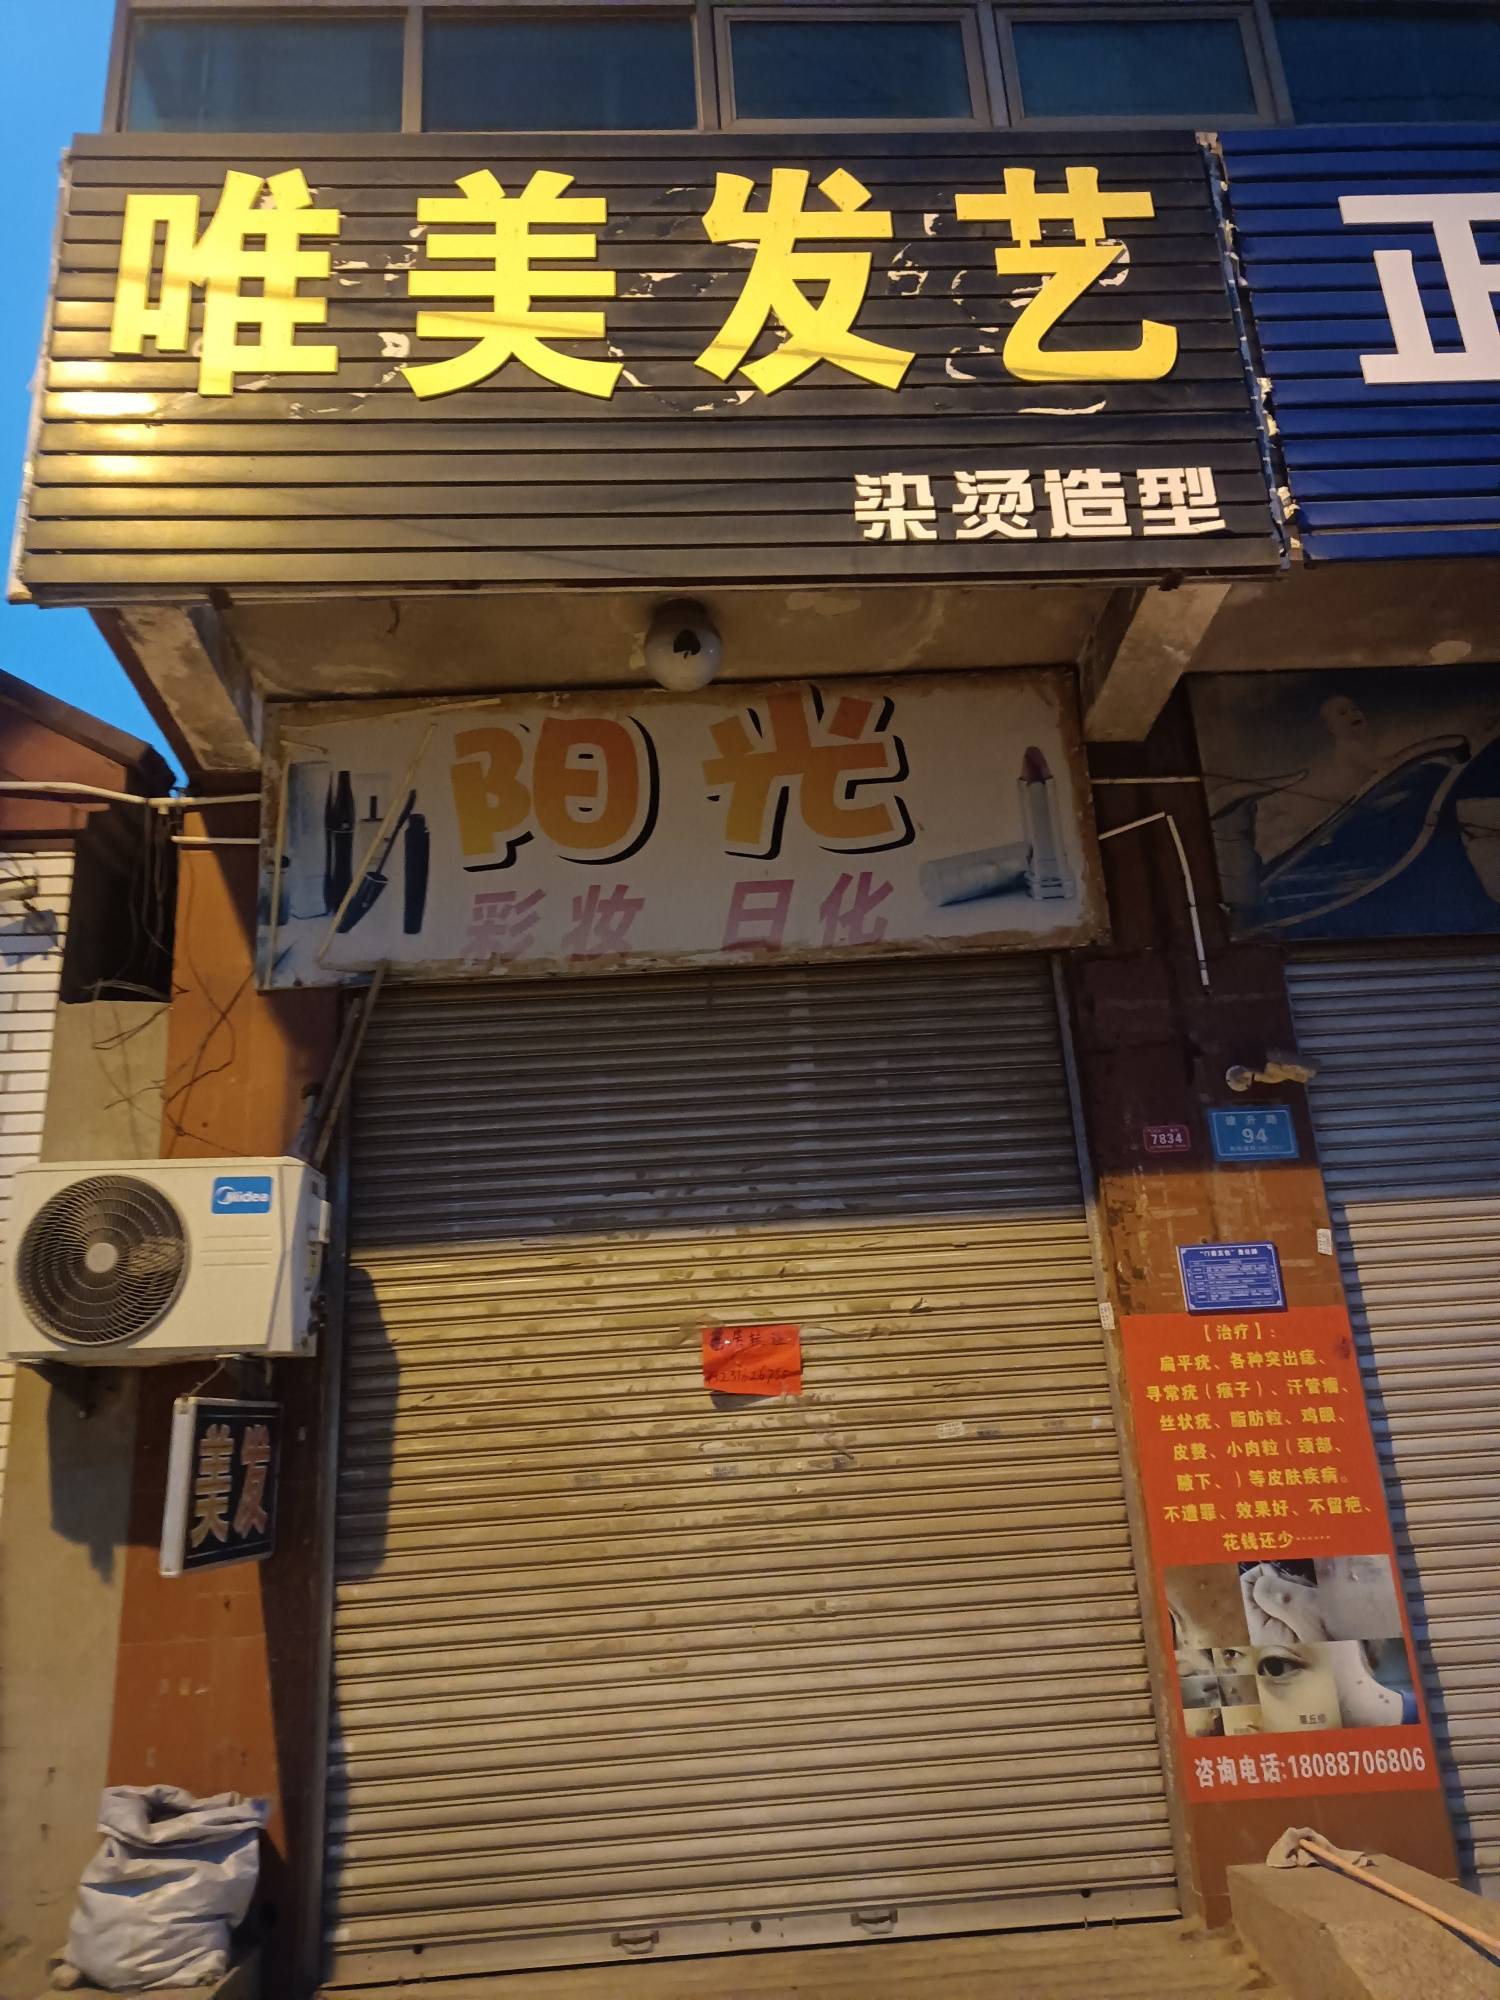 唯美发艺
正
染烫造型
阳光
彩妆 日化
Midea
7834
94
美发
【治疗】：
扁平疣、各种突出痣、
寻常疣（瘊子）、汗管瘤、
丝状疣、脂肪粒、鸡眼、
皮赘、小肉粒（颈部、
腋下、）等皮肤疾病。
不遭罪、效果好、不留疤、
花钱还少……
咨询电话:18088706806